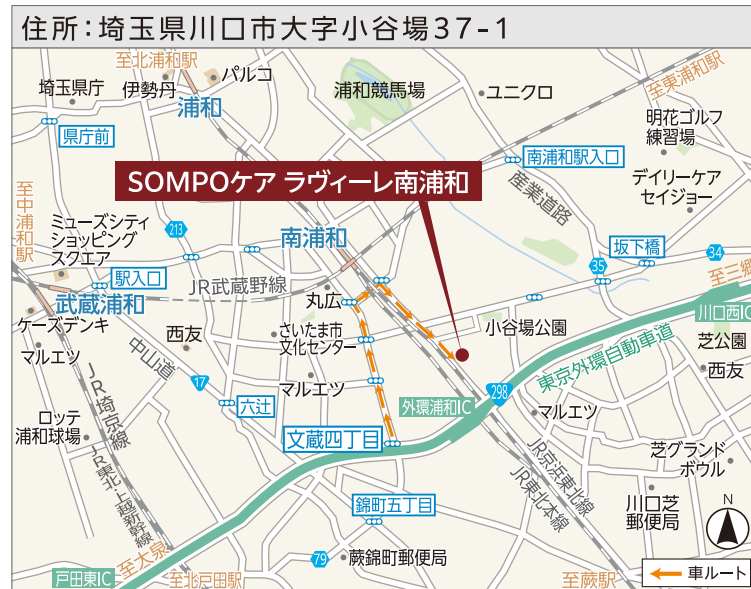 住所：埼玉県川口市大字小谷場37-1
至北浦和駅
埼玉県庁
伊勢丹
パルコ
浦和競馬場
ユニクロ
至東浦和駅
浦和
県庁前
明花ゴルフ
練習場
南浦和駅入口
SOMPOケア ラヴィーレ南浦和
産業道路
デイリーケア
セイジョー
至中浦和駅
ミューズシティ
ショッピング
スクエア
213
南浦和
坂下橋
34
35
至三郷
駅入口
JR武蔵野線
武蔵浦和
丸広
ケーズデンキ
マルエツ
西友
さいたま市
文化センター
小谷場公園
川口西IC
芝公園
中山道
17
マルエツ
東京外環自動車道
西友
六辻
外環浦和IC
298
マルエツ
ロッテ
浦和球場
JR埼京線
JR東北・上越新幹線
文蔵四丁目
JR京浜東北線
JR東北本線
芝グランド
ボウル
錦町五丁目
川口芝
郵便局
N
至大泉
79
蕨錦町郵便局
戸田東IC
至北戸田駅
至蕨駅
車ルート